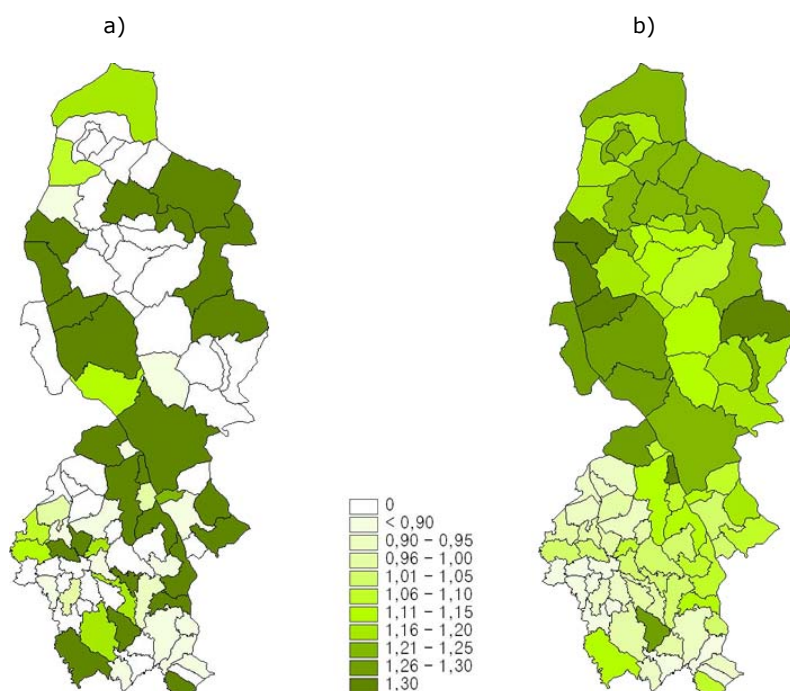 a)
b)
0
< 0,90
0,90 – 0,95
0,96 – 1,00
1,01 – 1,05
1,06 – 1,10
1,11 – 1,15
1,16 – 1,20
1,21 – 1,25
1,26 – 1,30
1,30